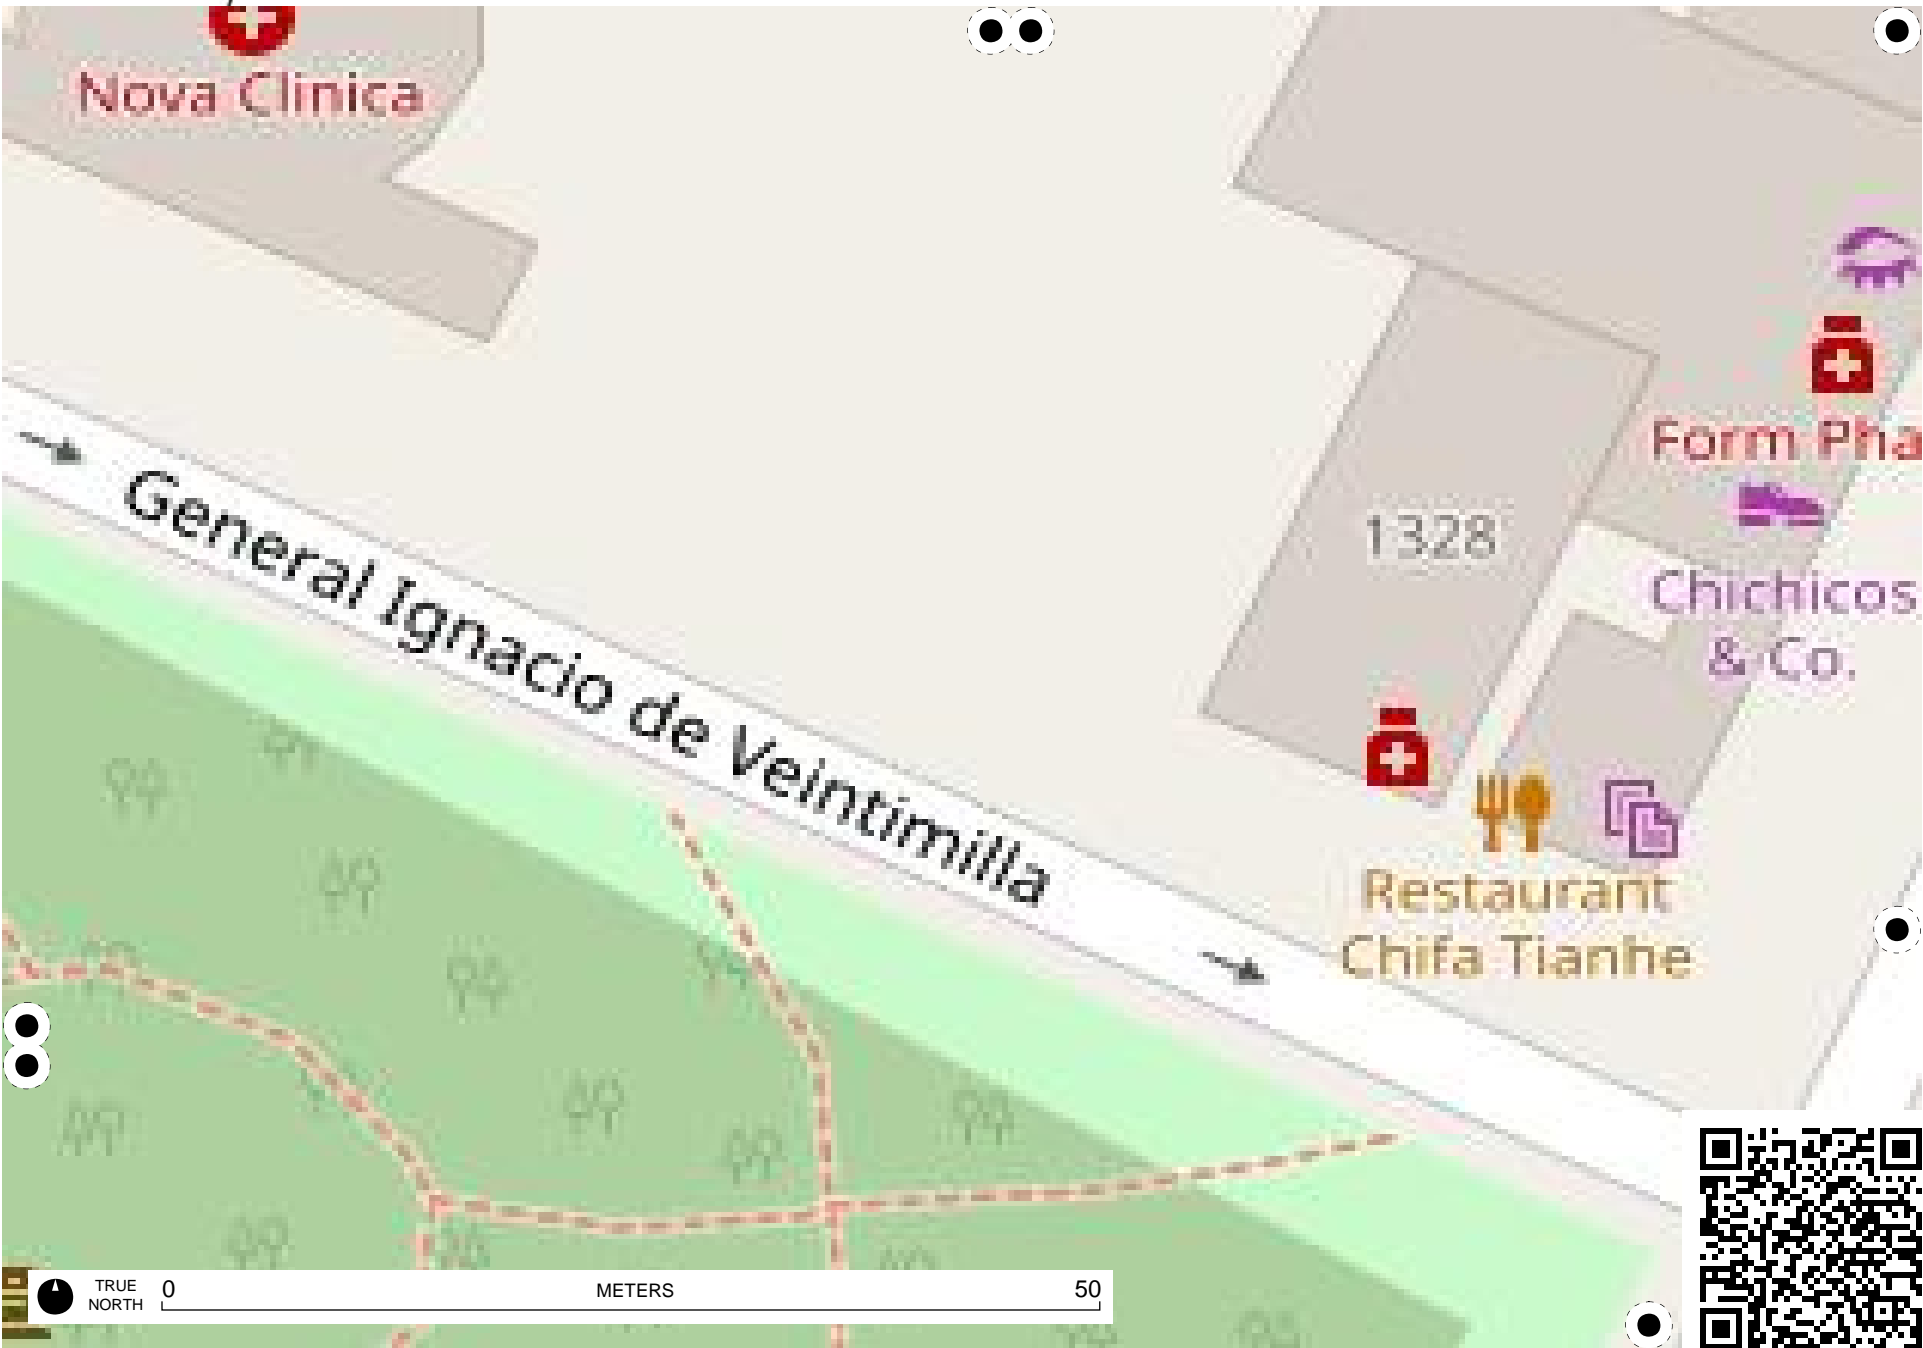 Nova Clinica
Form Pha
1328
Chichicos
& Co.
General Ignacio de Veintimilla
Restaurant
Chifa Tianhe
TRUE
NORTH
0
METERS
50